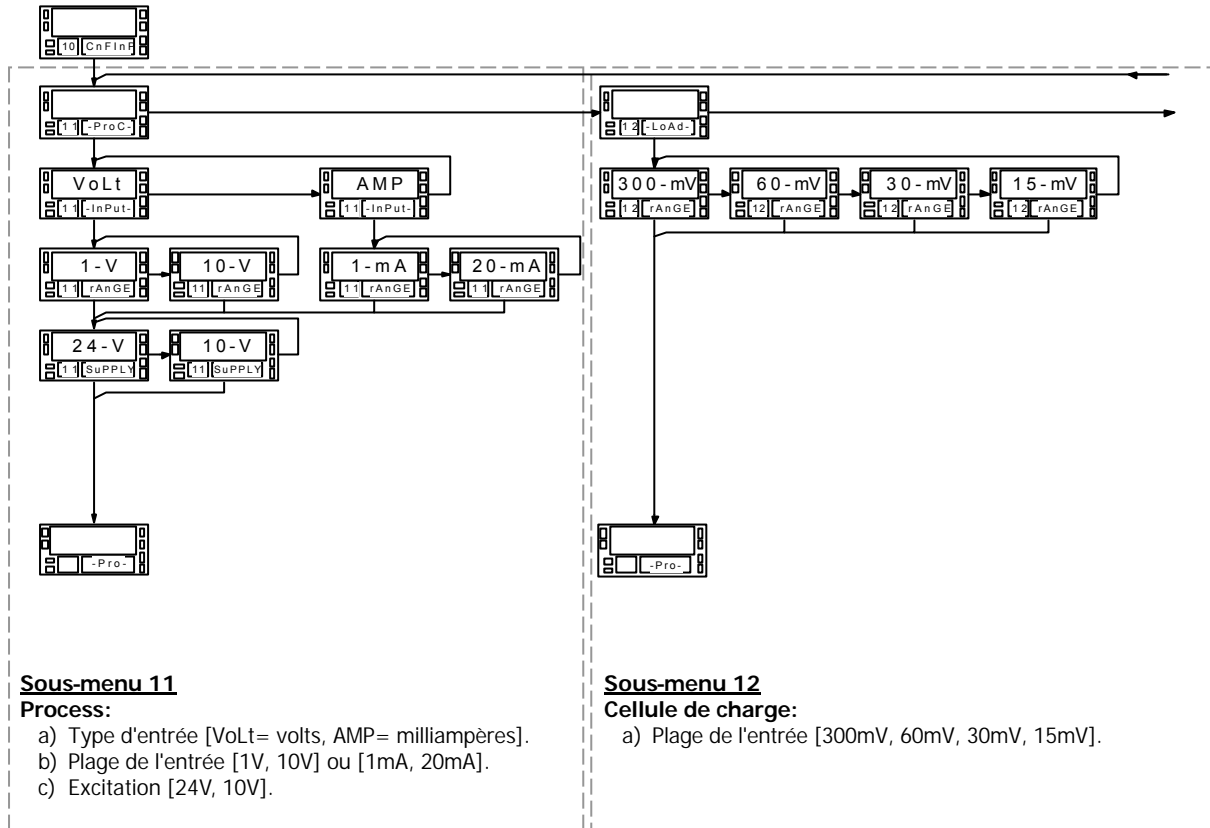 10 CnFInP
11 -ProC-
12 -LoAd-
VoLt
11 -InPut-
AMP
11 -InPut-
300-mV
12 rAnGE
60-mV
12 rAnGE
30-mV
12 rAnGE
15-mV
12 rAnGE
1-V
11 rAnGE
10-V
11 rAnGE
1-mA
11 rAnGE
20-mA
11 rAnGE
24-V
11 SuPPLY
10-V
11 SuPPLY
-Pro-
-Pro-
Sous-menu 11
Process:
a) Type d'entrée [VoLt= volts, AMP= milliampères].
b) Plage de l'entrée [1V, 10V] ou [1mA, 20mA].
c) Excitation [24V, 10V].
Sous-menu 12
Cellule de charge:
a) Plage de l'entrée [300mV, 60mV, 30mV, 15mV].